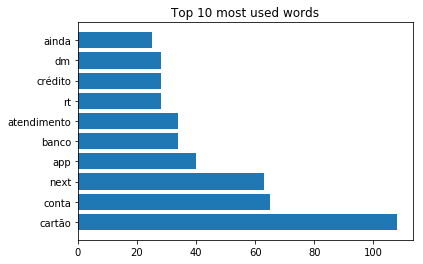 Top 10 most used words
ainda
dm
crédito
rt
atendimento
banco
app
next
conta
cartão
0 20 40 60 80 100